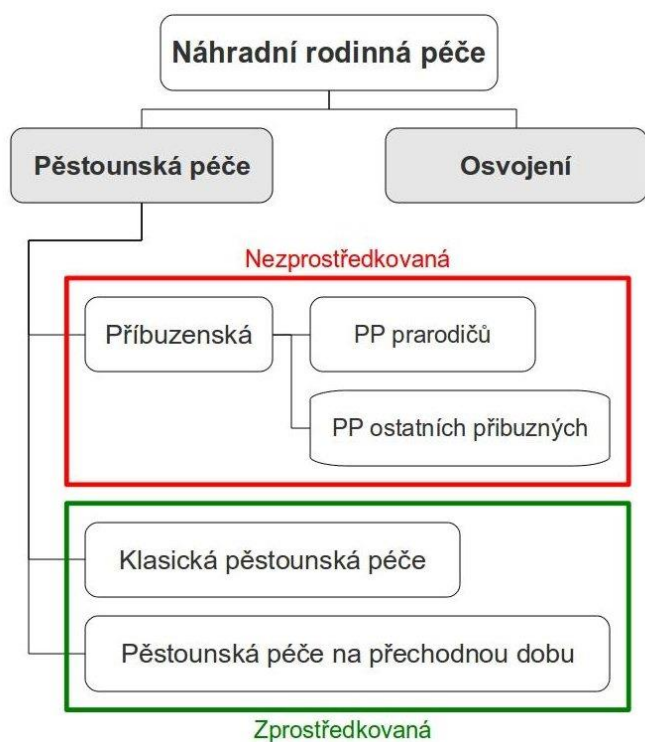 Náhradní rodinná péče
Pěstounská péče
Osvojení
Nezprostředkovaná
Příbuzenská
PP prarodičů
PP ostatních přibuzných
Klasická pěstounská péče
Pěstounská péče na přechodnou dobu
Zprostředkovaná